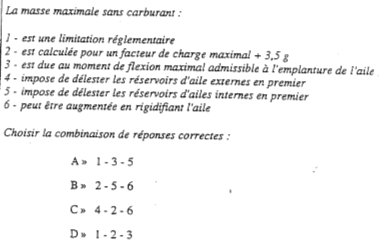 La masse maximale sans carburant :
1 - est une limitation réglementaire
2 - est calculée pour un facteur de charge maximal + 3,5 g
3 - est due au moment de flexion maximal admissible à l'emplanture de l'aile
4 - impose de délester les réservoirs d'aile externes en premier
5 - impose de délester les réservoirs d'ailes internes en premier
6 - peut être augmentée en rigidifiant l'aile
Choisir la combinaison de réponses correctes :
A » 1 - 3 - 5
B » 2 - 5 - 6
C » 4 - 2 - 6
D » 1 - 2 - 3